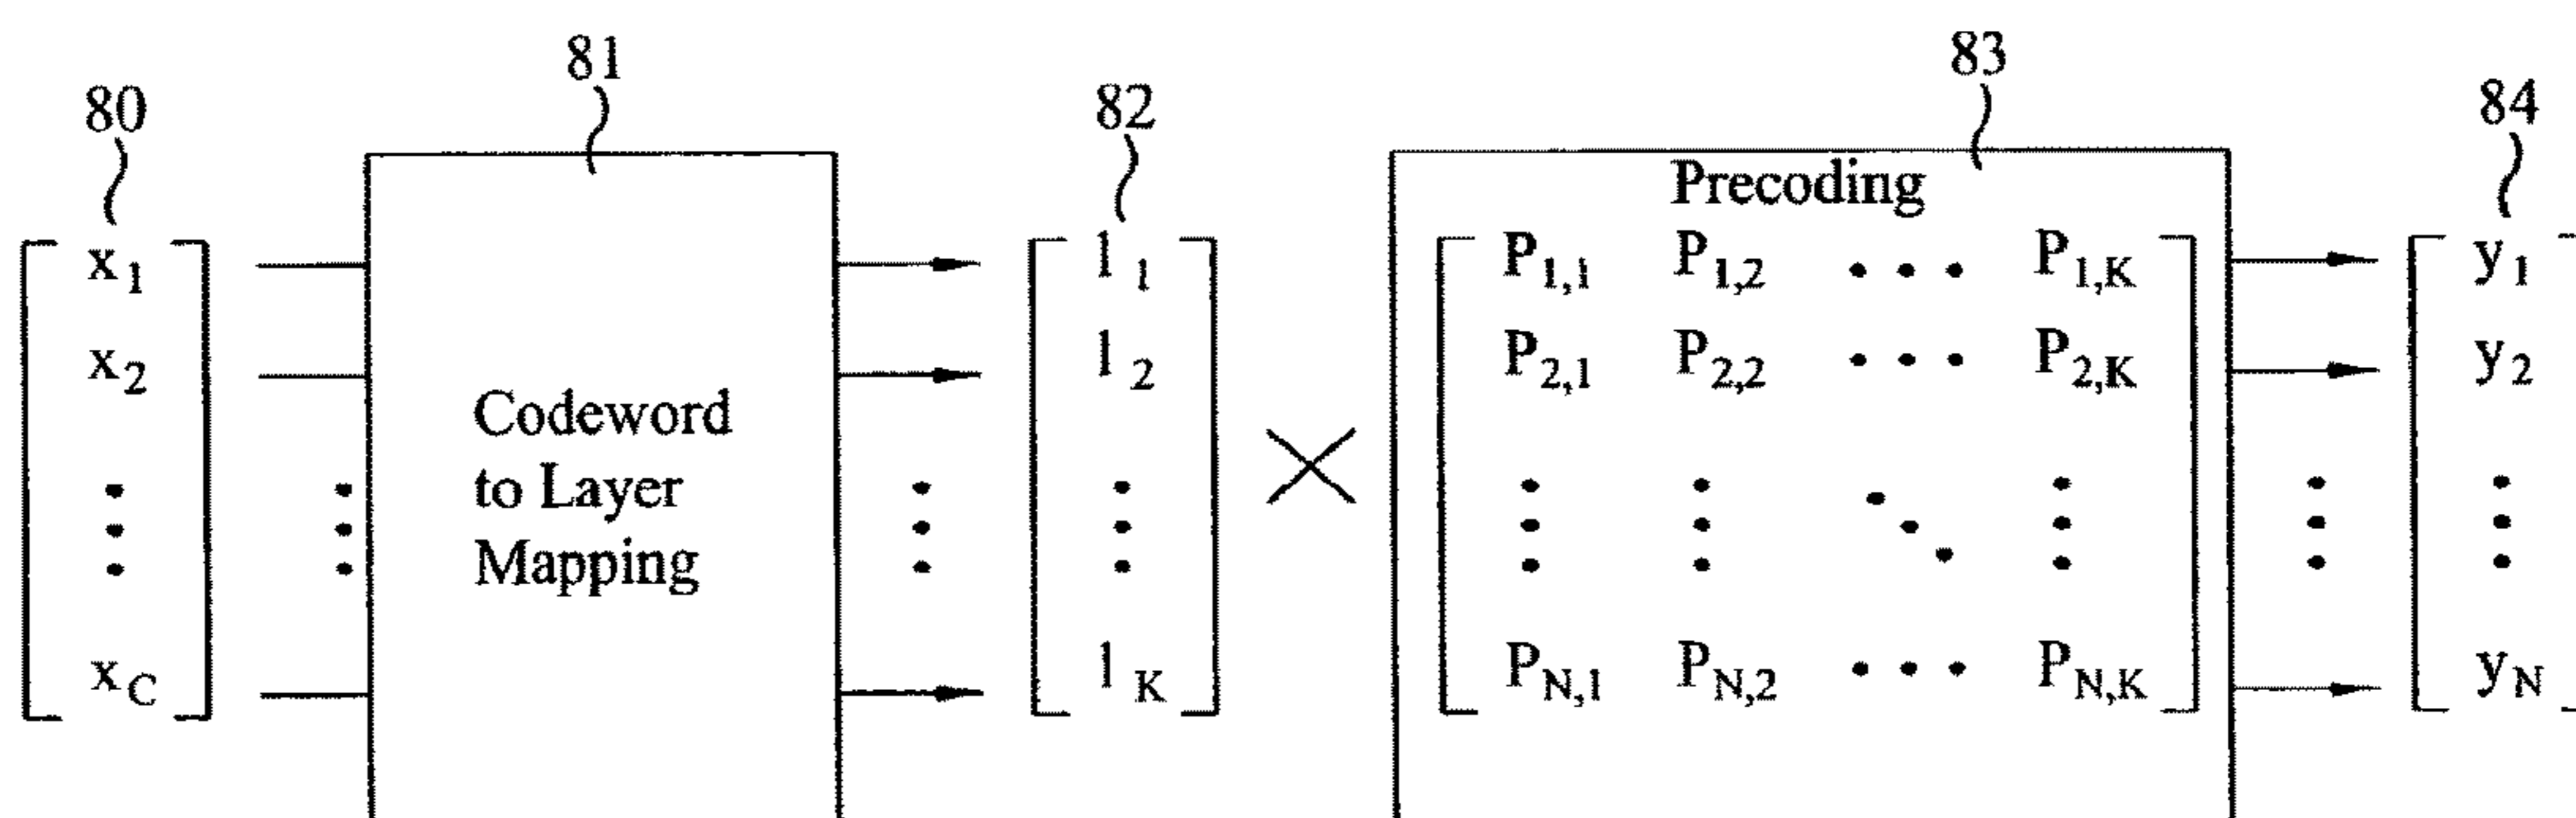 80 81 82 83 84
Precoding
x1 l1 P1,1 P1,2 • • • P1,K y1
x2 l2 P2,1 P2,2 • • • P2,K y2
Codeword
to Layer
Mapping
xC lK PN,1 PN,2 • • • PN,K yN